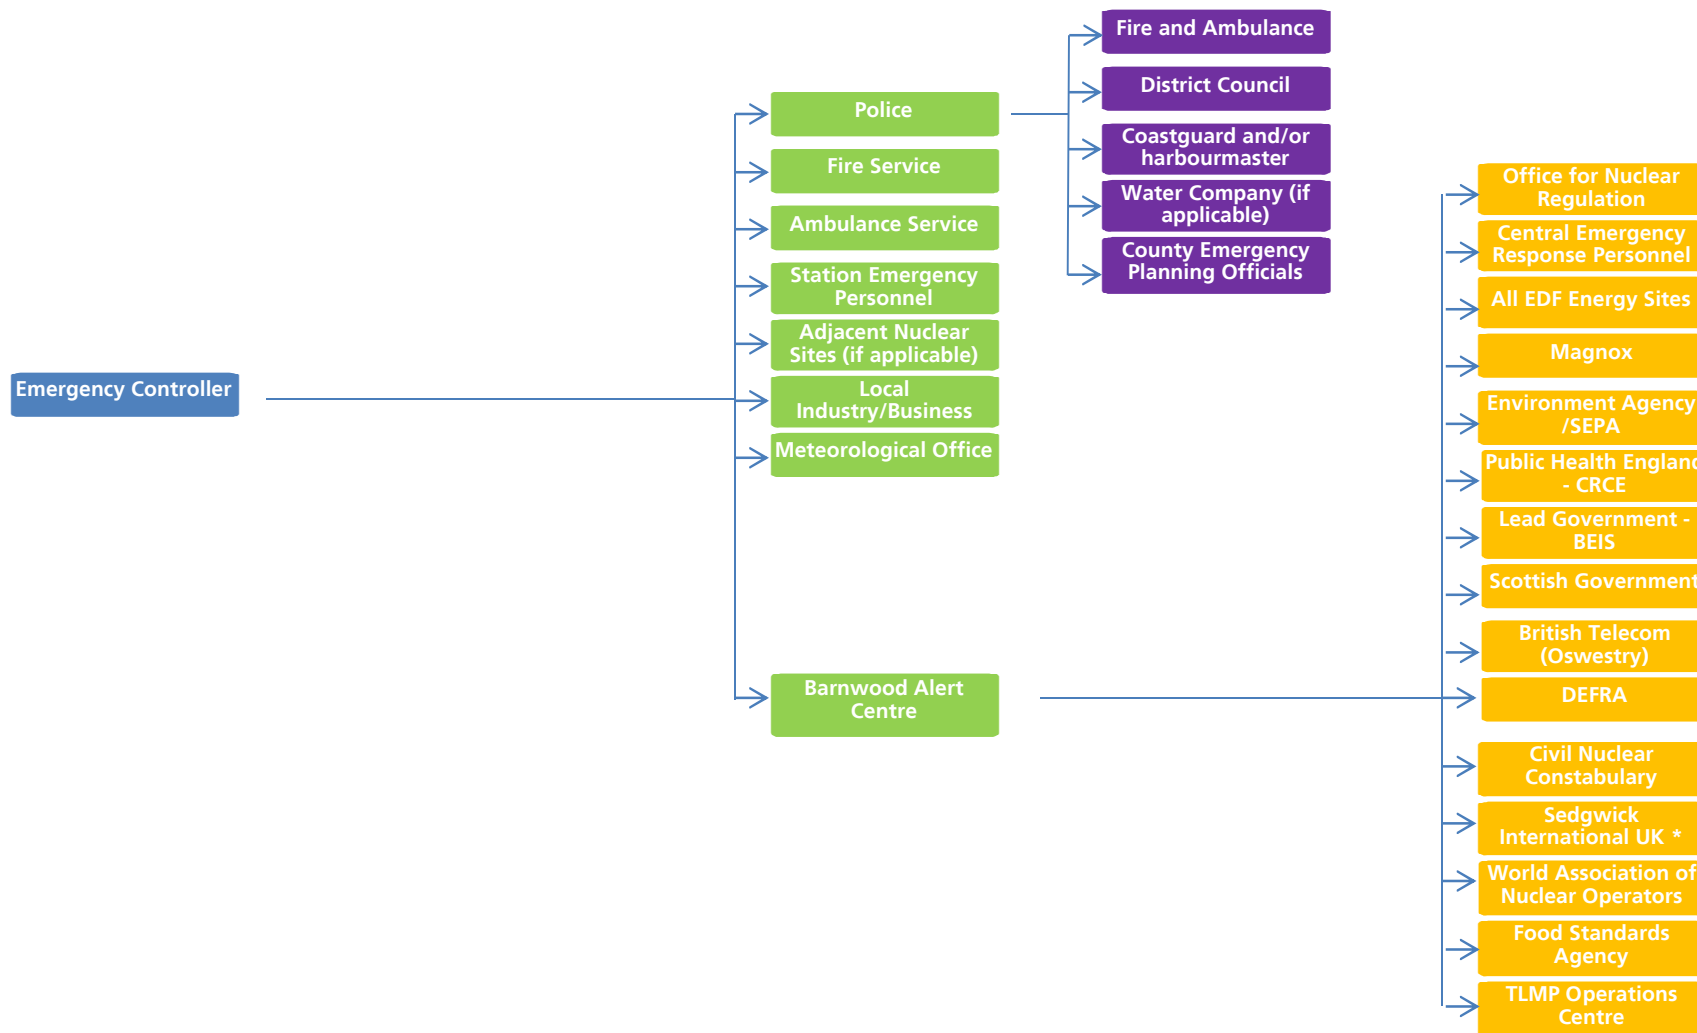 Emergency Controller
Police
Fire Service
Ambulance Service
Station Emergency
Personnel
Adjacent Nuclear
Sites (if applicable)
Local
Industry/Business
Meteorological Office
Barnwood Alert
Centre
Fire and Ambulance
District Council
Coastguard and/or
harbourmaster
Water Company (if
applicable)
County Emergency
Planning Officials
Office for Nuclear
Regulation
Central Emergency
Response Personnel
All EDF Energy Sites
Magnox
Environment Agency
/SEPA
Public Health England
- CRCE
Lead Government -
BEIS
Scottish Government
British Telecom
(Oswestry)
DEFRA
Civil Nuclear
Constabulary
Sedgwick
International UK *
World Association of
Nuclear Operators
Food Standards
Agency
TLMP Operations
Centre